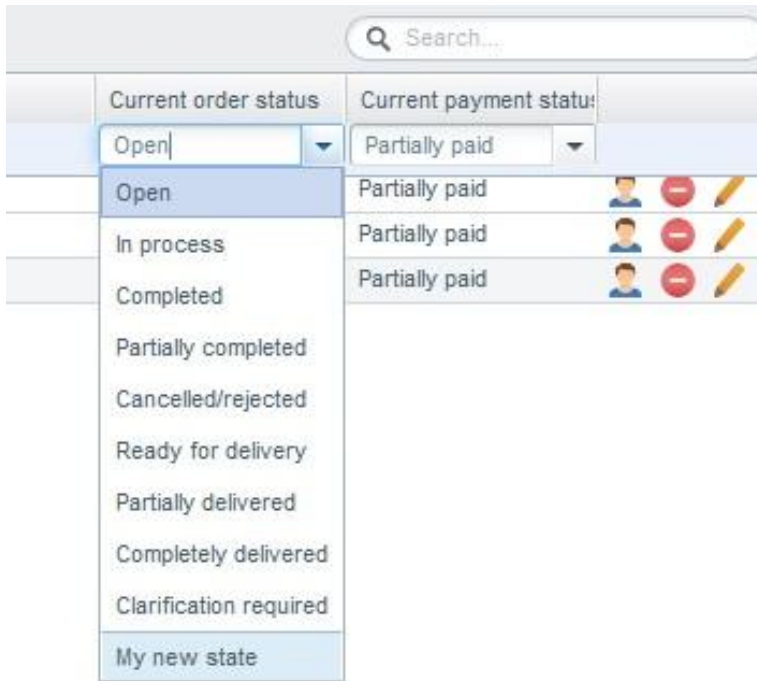 Search...
Current order status Current payment statu
Open Partially paid
Open Partially paid
In process Partially paid
Completed Partially paid
Partially completed
Cancelled/rejected
Ready for delivery
Partially delivered
Completely delivered
Clarification required
My new state